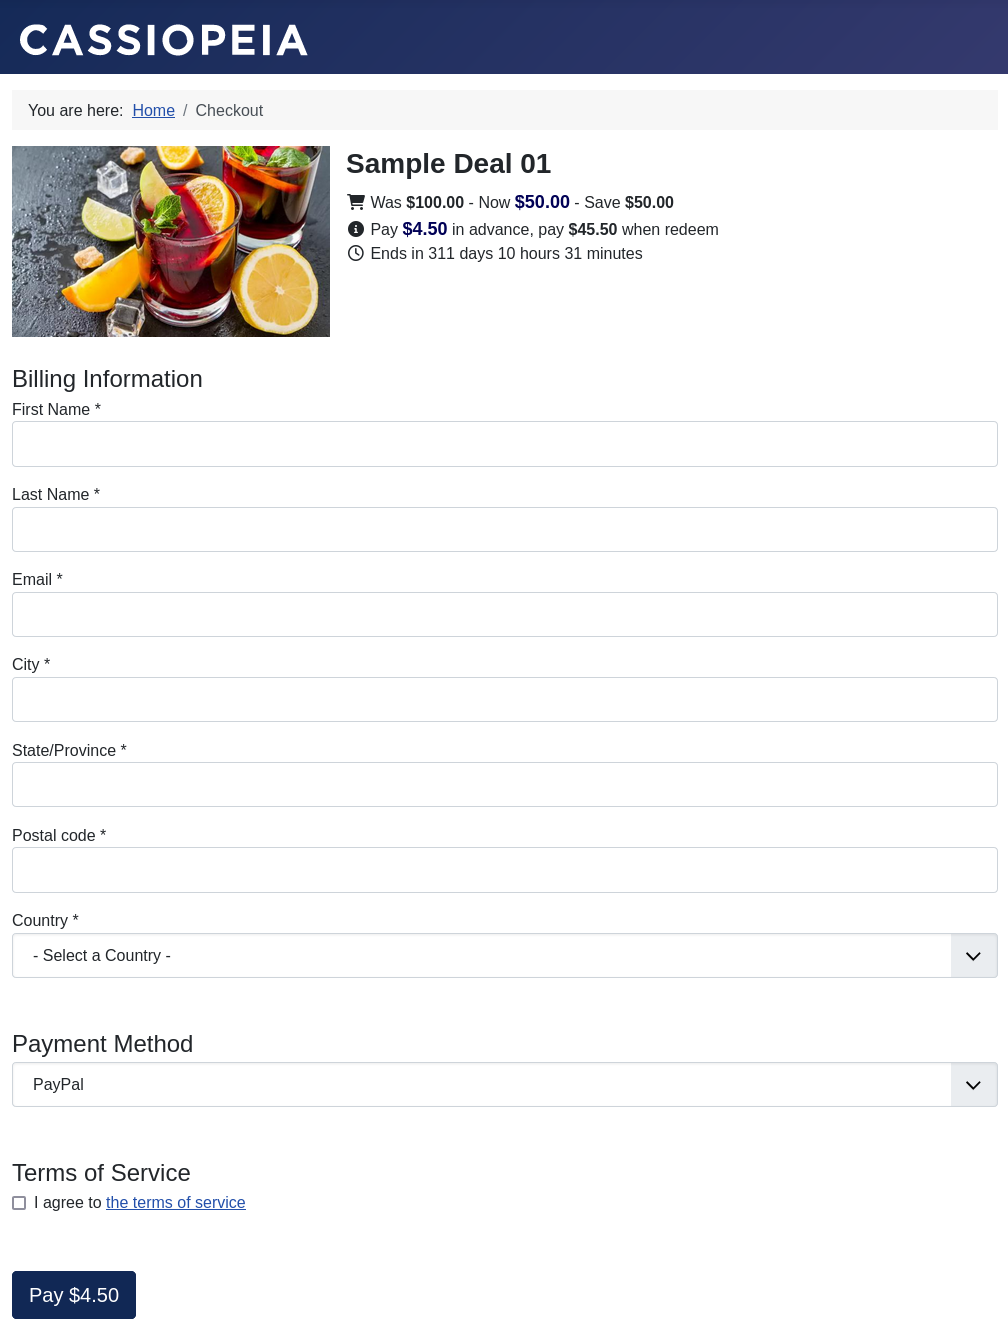 CASSIOPEIA
You are here: Home / Checkout
Sample Deal 01
Was $100.00 - Now $50.00 - Save $50.00
Pay $4.50 in advance, pay $45.50 when redeem
Ends in 311 days 10 hours 31 minutes
Billing Information
First Name *
Last Name *
Email *
City *
State/Province *
Postal code *
Country *
- Select a Country -
Payment Method
PayPal
Terms of Service
I agree to the terms of service
Pay $4.50